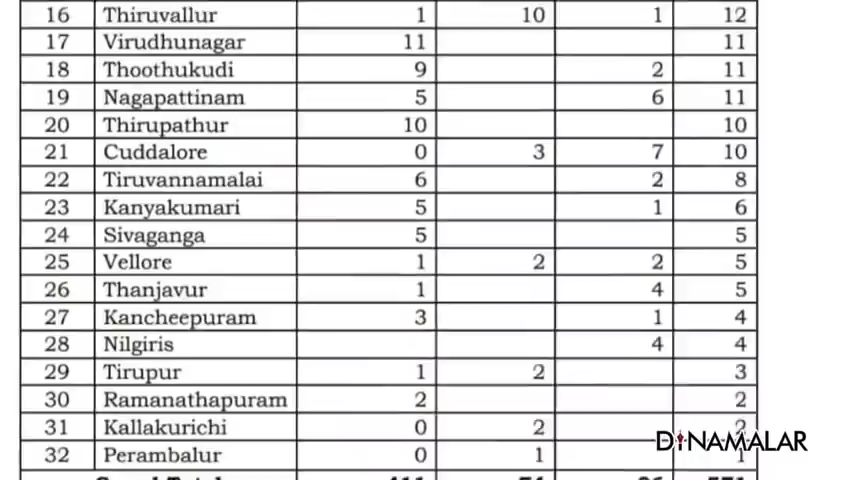 16 Thiruvallur 1 10 1 12
17 Virudhunagar 11 11
18 Thoothukudi 9 2 11
19 Nagapattinam 5 6 11
20 Thirupathur 10 10
21 Cuddalore 0 3 7 10
22 Tiruvannamalai 6 2 8
23 Kanyakumari 5 1 6
24 Sivaganga 5 5
25 Vellore 1 2 2 5
26 Thanjavur 1 4 5
27 Kancheepuram 3 1 4
28 Nilgiris 4 4
29 Tirupur 1 2 3
30 Ramanathapuram 2 2
31 Kallakurichi 0 2 2
DINAMALAR
32 Perambalur 0 1 1